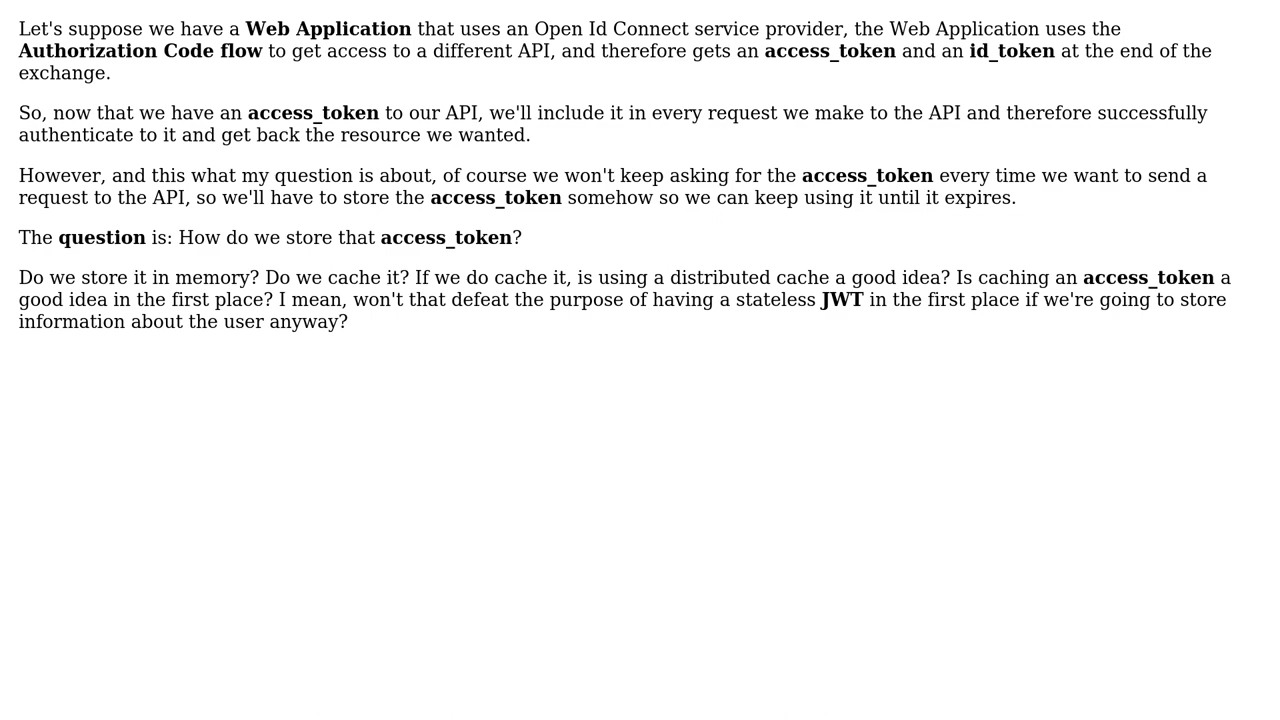 Let's suppose we have a Web Application that uses an Open Id Connect service provider, the Web Application uses the
Authorization Code flow to get access to a different API, and therefore gets an access_token and an id_token at the end of the
exchange.
So, now that we have an access_token to our API, we'll include it in every request we make to the API and therefore successfully
authenticate to it and get back the resource we wanted.
However, and this what my question is about, of course we won't keep asking for the access_token every time we want to send a
request to the API, so we'll have to store the access_token somehow so we can keep using it until it expires.
The question is: How do we store that access_token?
Do we store it in memory? Do we cache it? If we do cache it, is using a distributed cache a good idea? Is caching an access_token a
good idea in the first place? I mean, won't that defeat the purpose of having a stateless JWT in the first place if we're going to store
information about the user anyway?